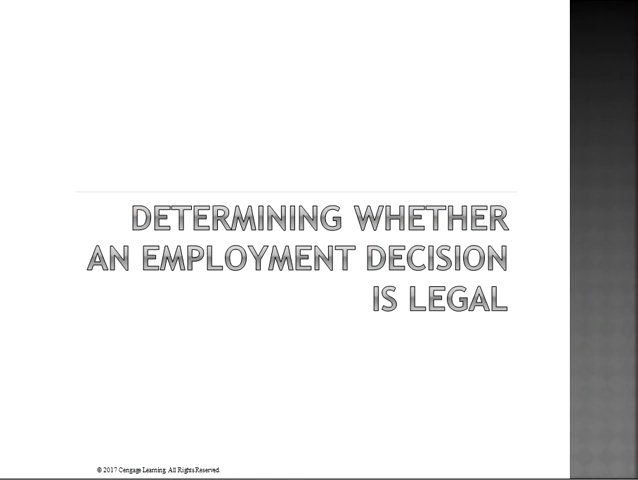 DETERMINING WHETHER
AN EMPLOYMENT DECISION
IS LEGAL
© 2017 Cengage Learning. All Rights Reserved.